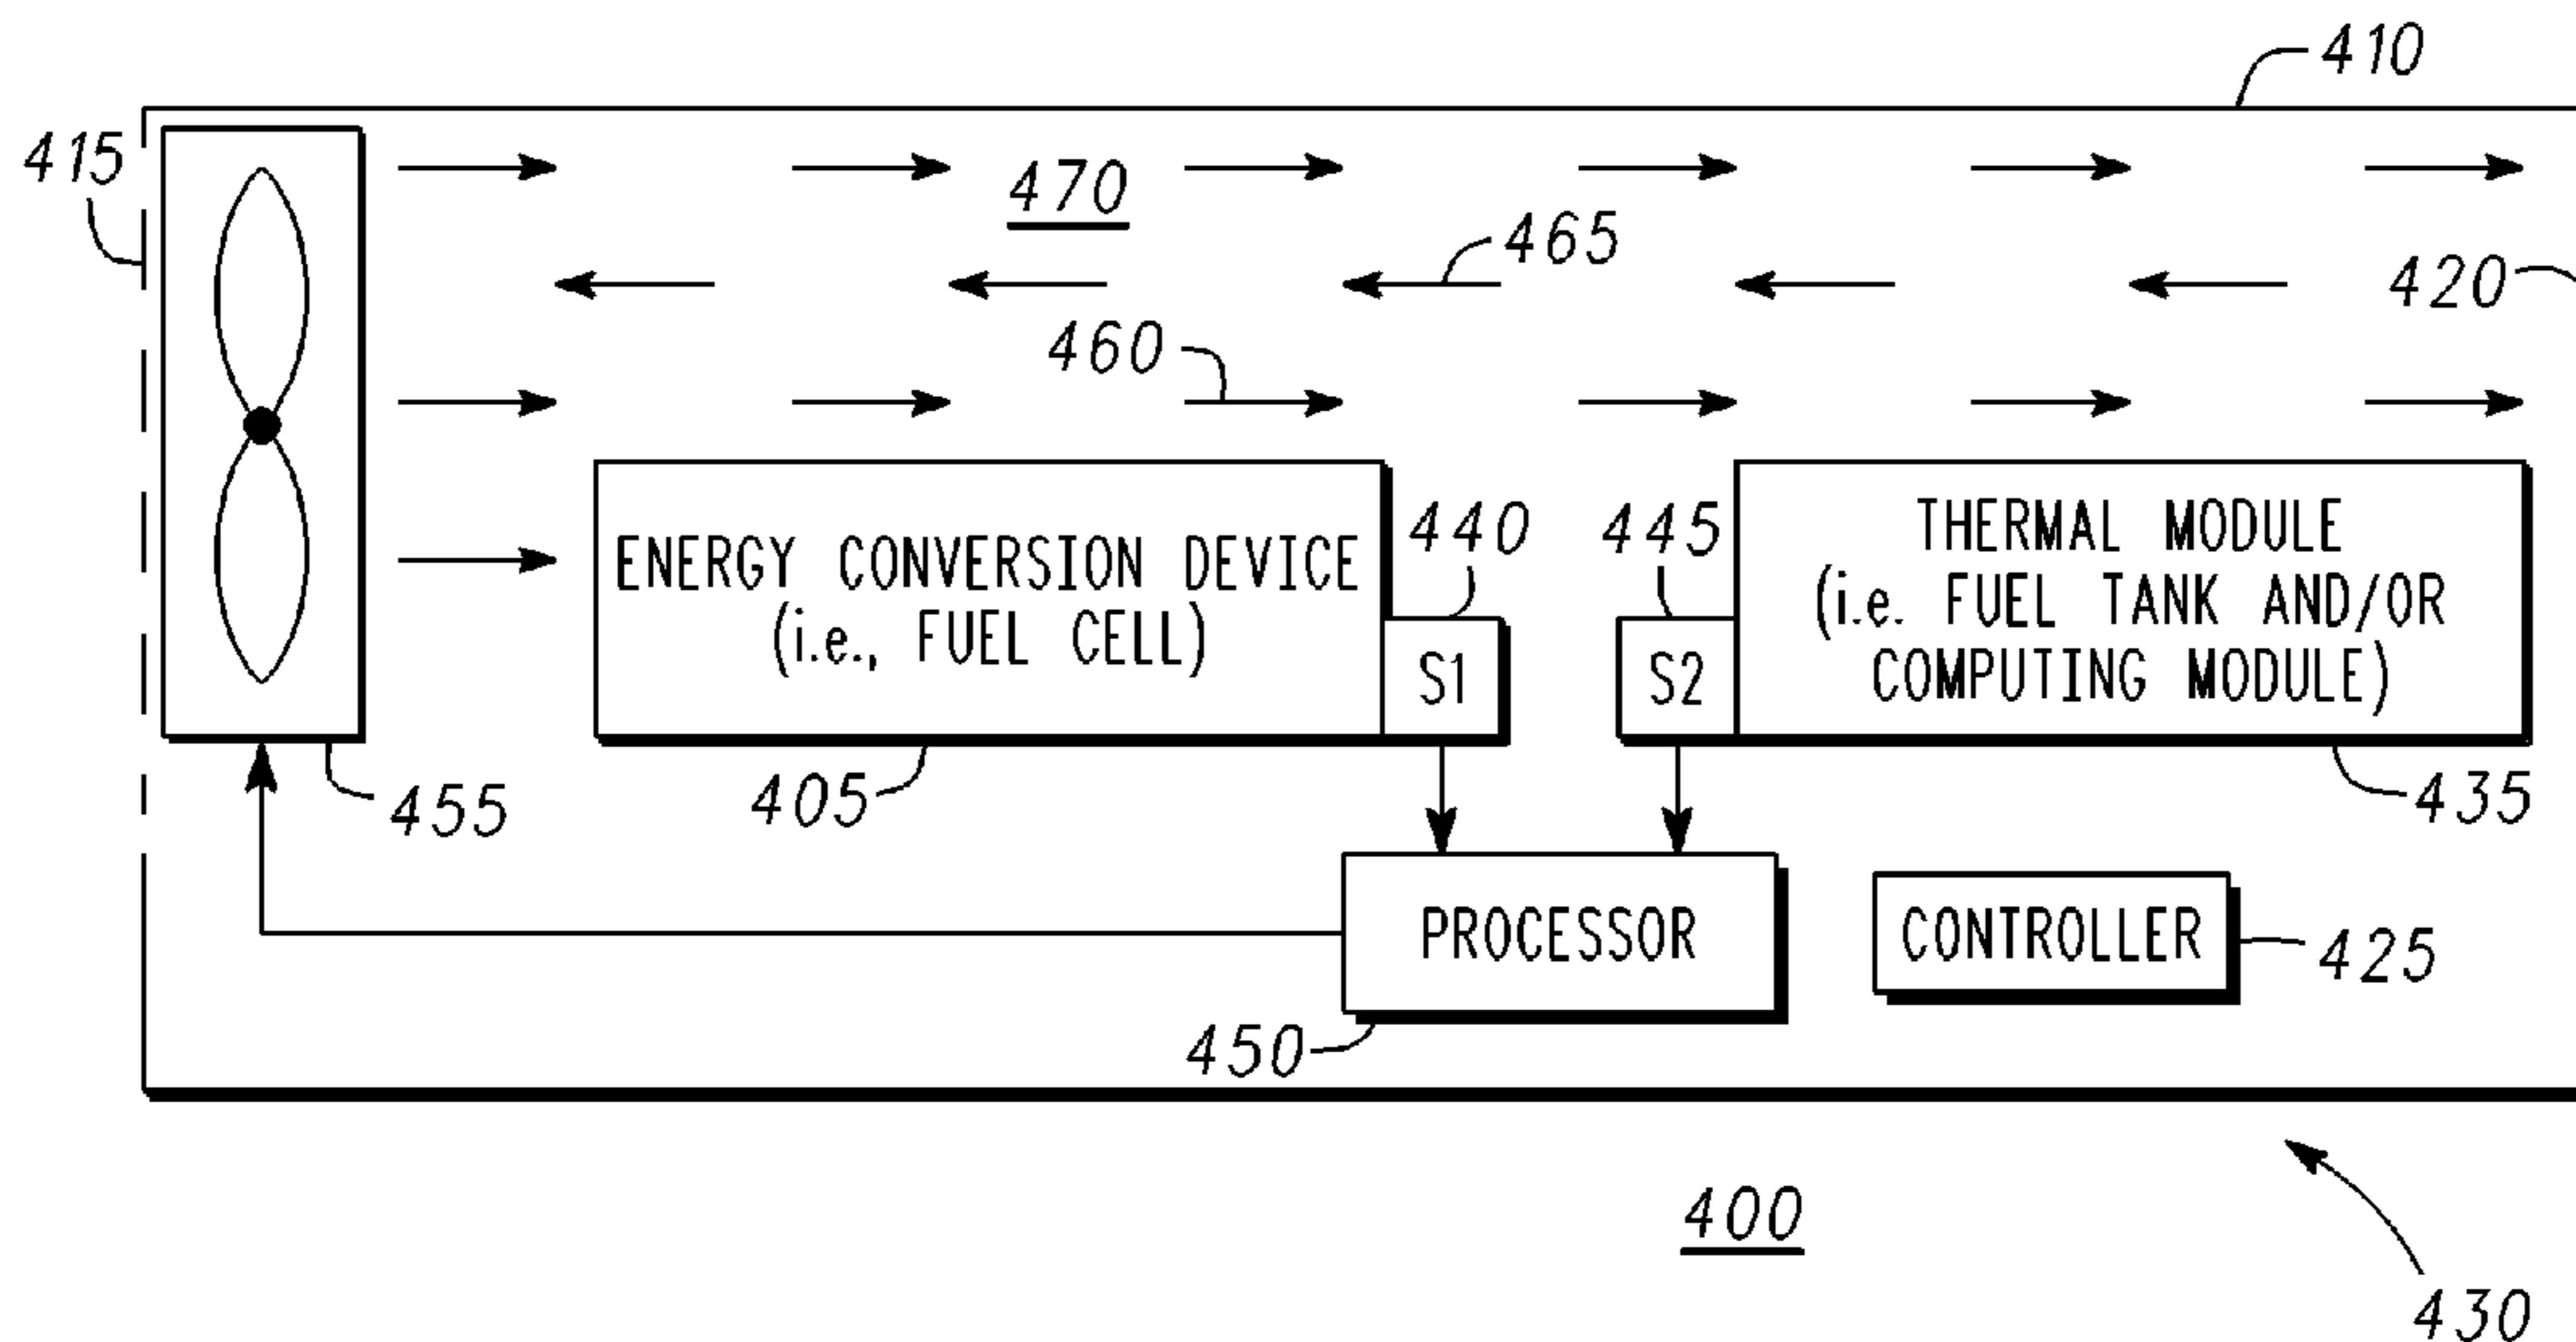 410
415
470
465
420
460
440
445
ENERGY CONVERSION DEVICE
(i.e., FUEL CELL)
S1
S2
THERMAL MODULE
(i.e. FUEL TANK AND/OR
COMPUTING MODULE)
455
405
435
PROCESSOR
CONTROLLER
425
450
400
430